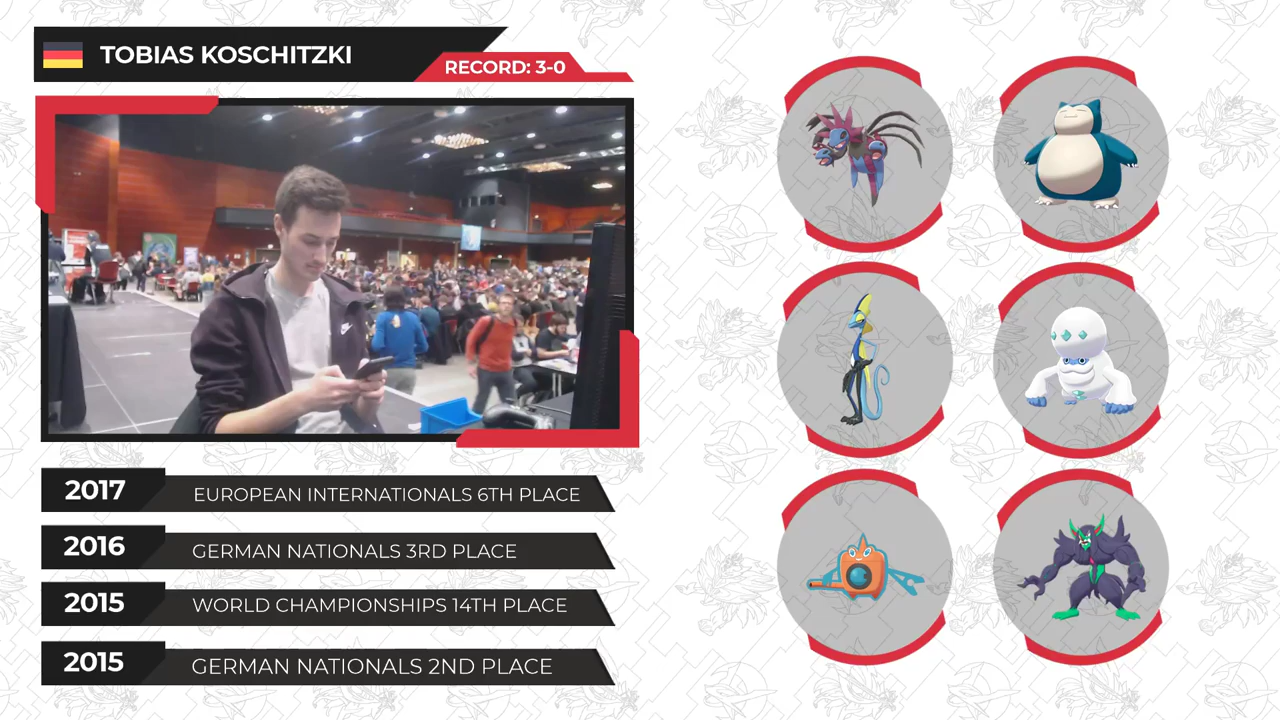 TOBIAS KOSCHITZKI
RECORD: 3-0
2017 EUROPEAN INTERNATIONALS 6TH PLACE
2016 GERMAN NATIONALS 3RD PLACE
2015 WORLD CHAMPIONSHIPS 14TH PLACE
2015 GERMAN NATIONALS 2ND PLACE